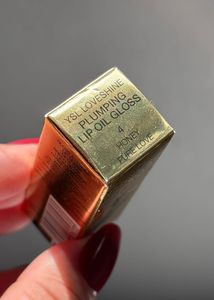 YSL LOVESHINE
PLUMPING
LIP OIL GLOSS
4
HONEY
PURE LOVE